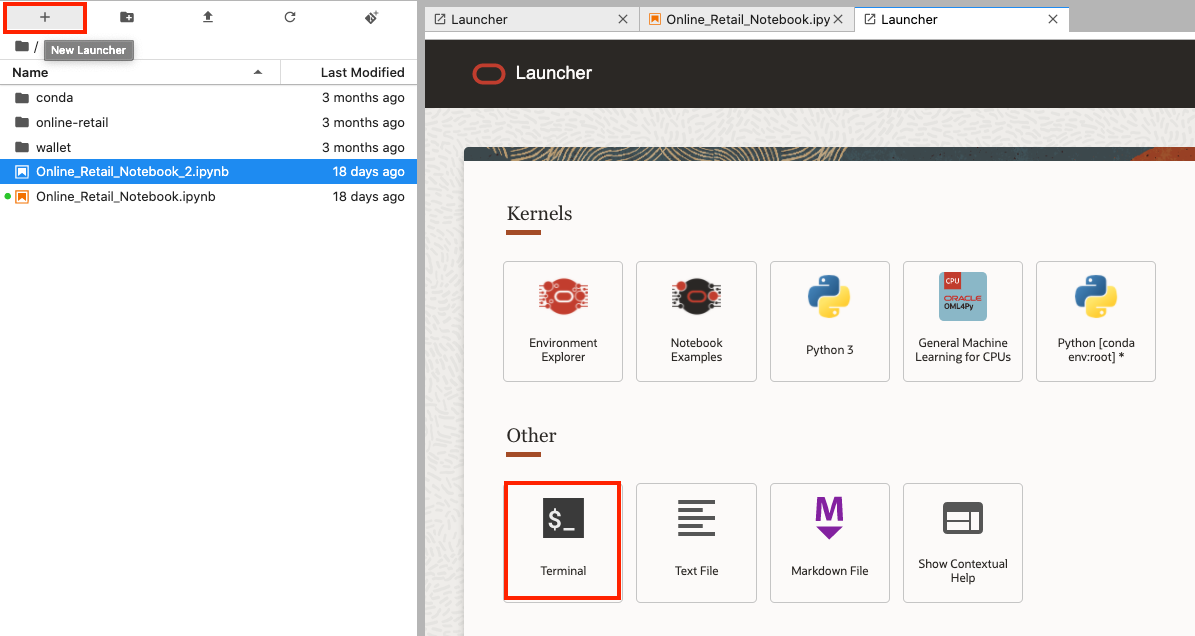 /
New Launcher
Name
Last Modified
conda
3 months ago
online-retail
3 months ago
wallet
3 months ago
Online_Retail_Notebook_2.ipynb
18 days ago
Online_Retail_Notebook.ipynb
18 days ago
Launcher
Online_Retail_Notebook.ipy
Launcher
Launcher
Kernels
Environment
Explorer
Notebook
Examples
Python 3
CPU
ORACLE
OML4Py
General Machine
Learning for CPUs
Python [conda
env:root] *
Other
$_
Terminal
Text File
M
Markdown File
Show Contextual
Help